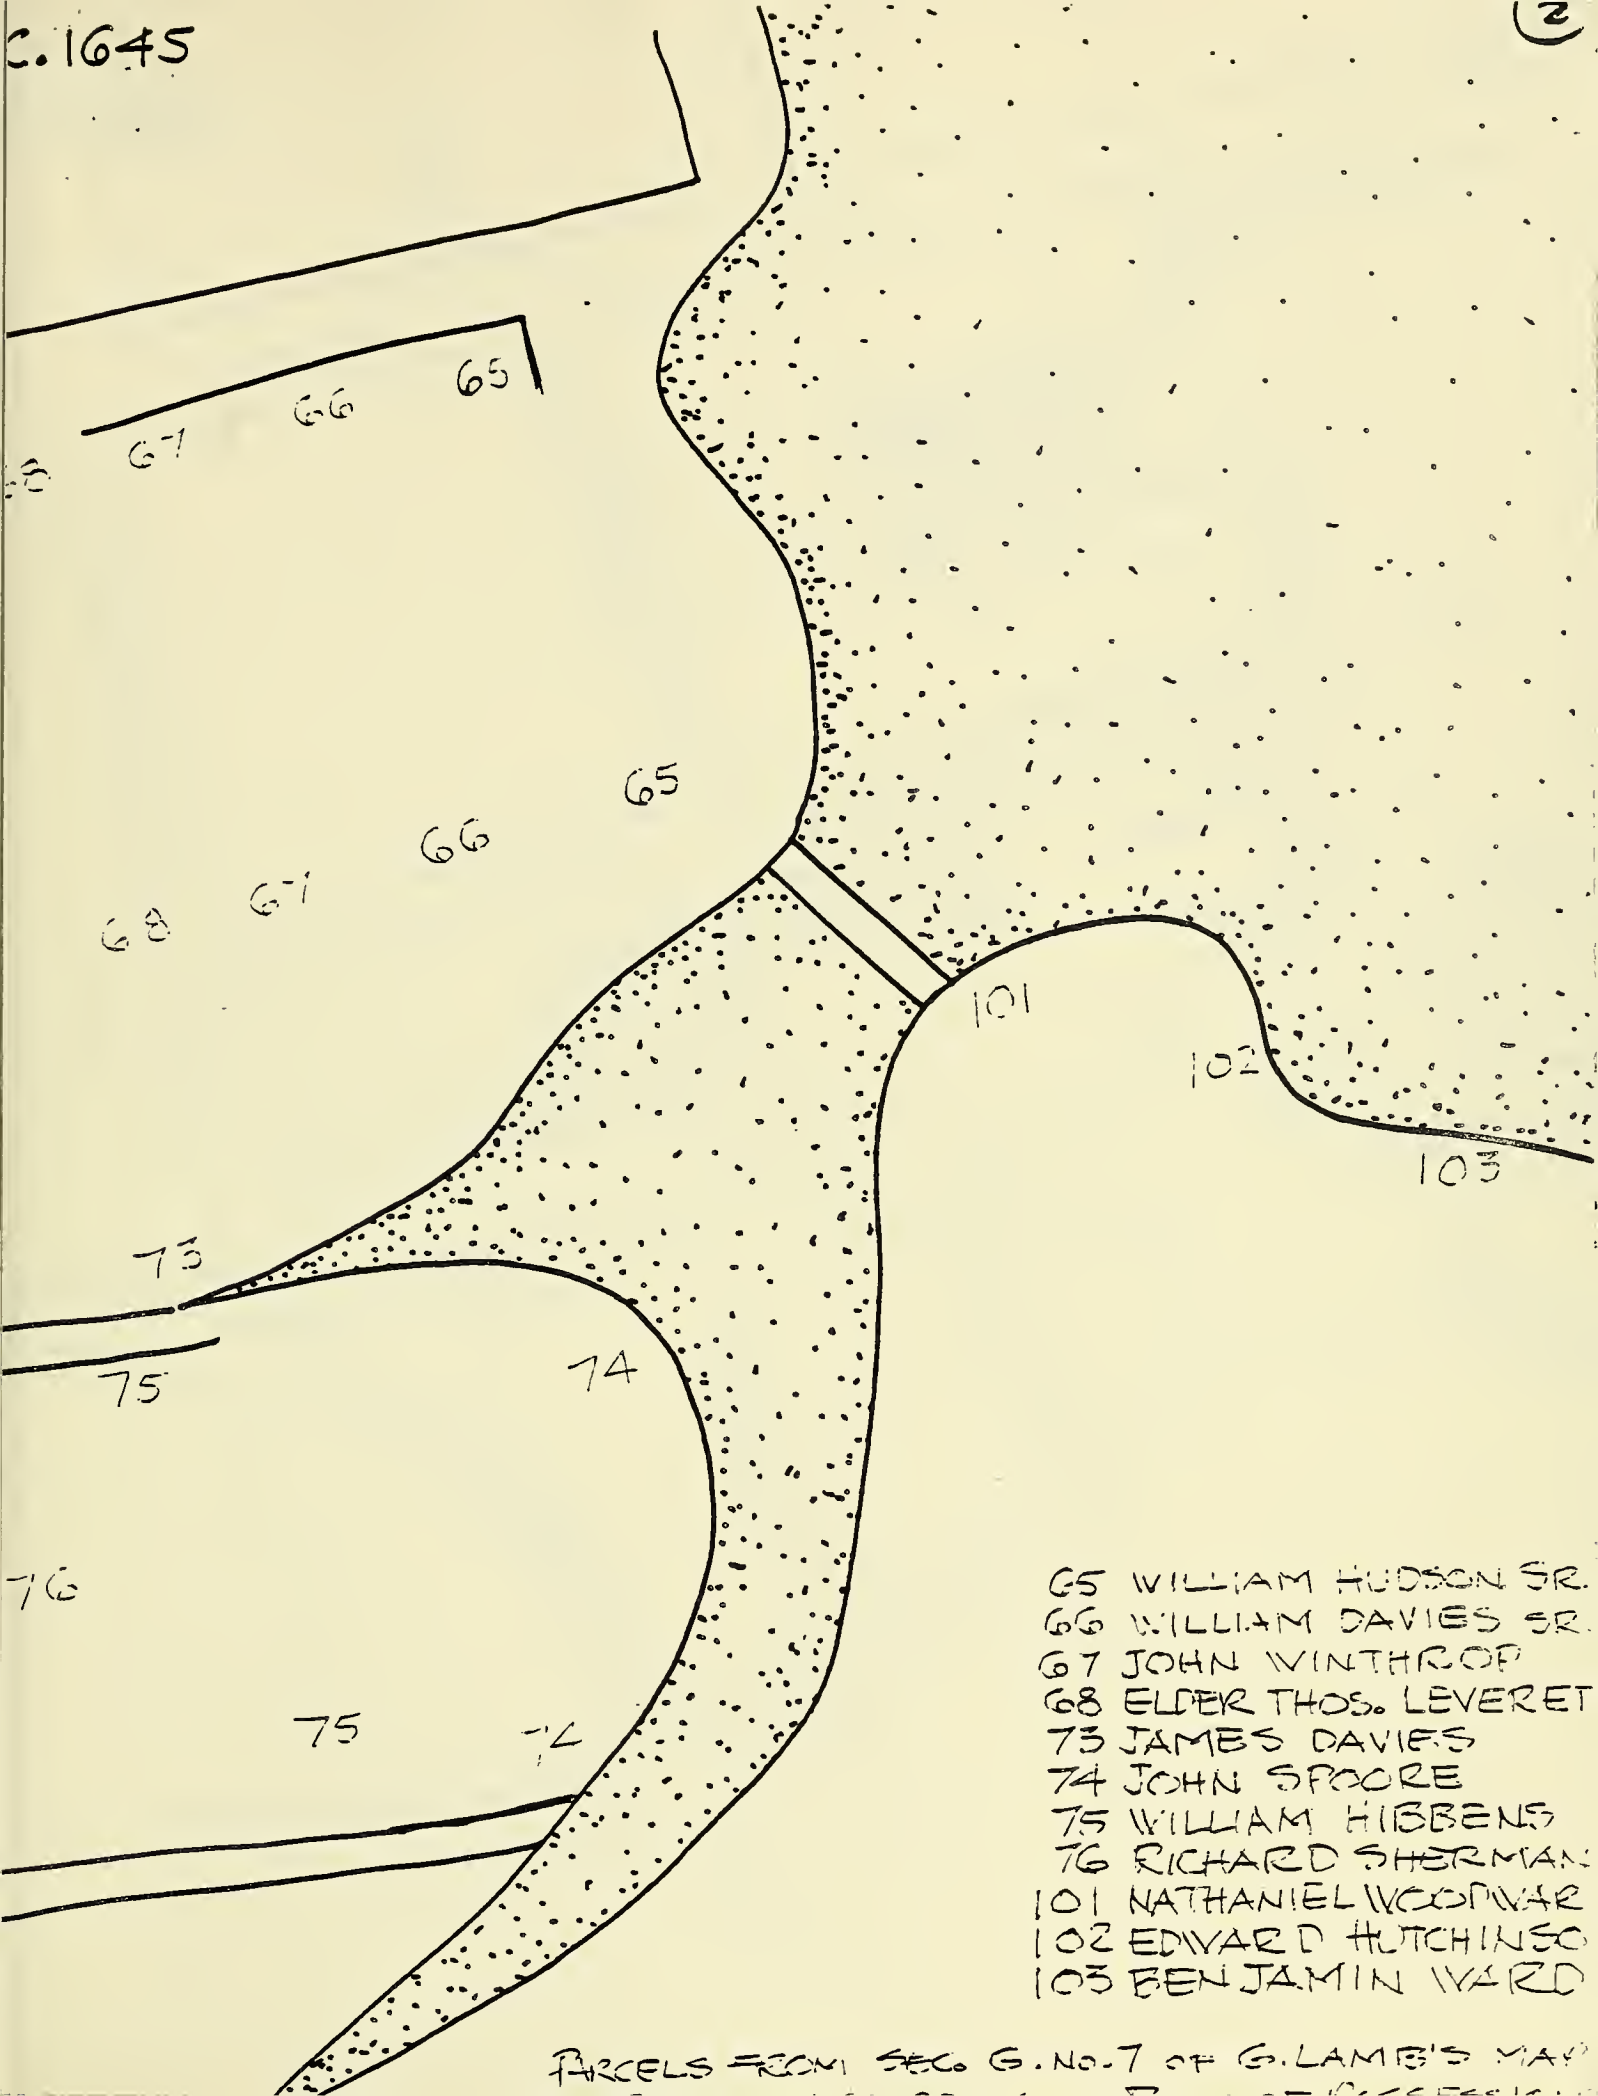 C. 1645
2
65
66
67
68
65
66
67
68
101
102
103
73
75
74
76
75
74
65 WILLIAM HUDSON SR.
66 WILLIAM DAVIES SR.
67 JOHN WINTHROP
68 ELDER THOS. LEVERET
73 JAMES DAVIES
74 JOHN SPOORE
75 WILLIAM HIBBENS
76 RICHARD SHERMAN
101 NATHANIEL WOODWAR
102 EDWARD HUTCHINSO
103 BENJAMIN WARD
PARCELS FROM SEC. G. NO. 7 OF G. LAMB'S MAP